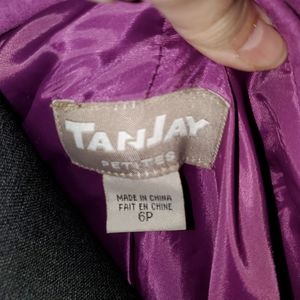 TANJAY
PETITES
MADE IN CHINA
FAIT EN CHINE
6P